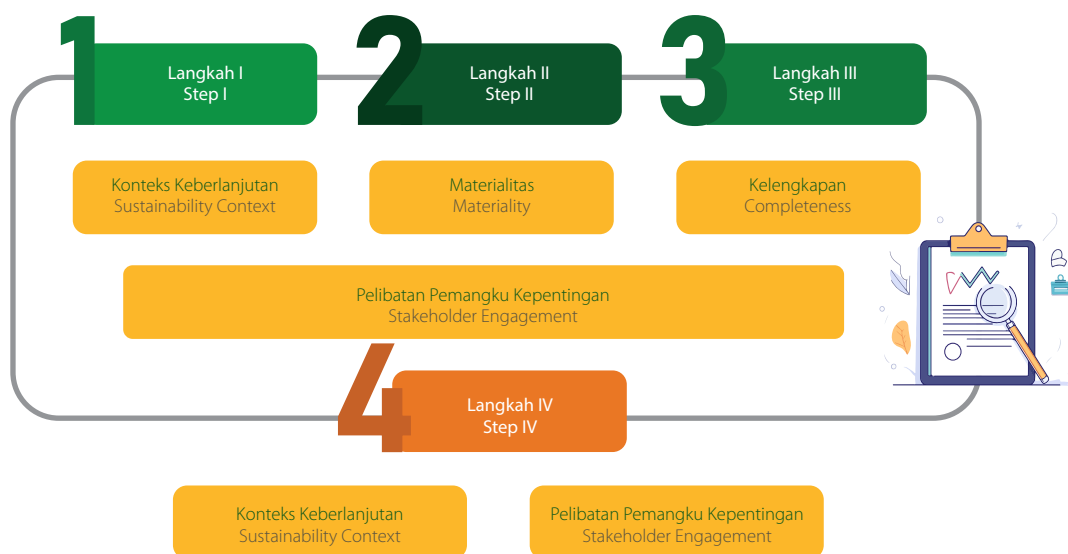 1
Langkah I
Step I
2
Langkah II
Step II
3
Langkah III
Step III
Konteks Keberlanjutan
Sustainability Context
Materialitas
Materiality
Kelengkapan
Completeness
Pelibatan Pemangku Kepentingan
Stakeholder Engagement
4
Langkah IV
Step IV
Konteks Keberlanjutan
Sustainability Context
Pelibatan Pemangku Kepentingan
Stakeholder Engagement